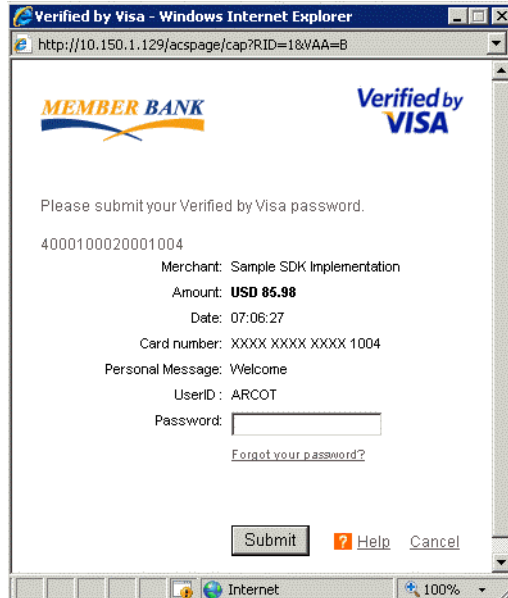 Verified by Visa - Windows Internet Explorer
http://10.150.1.129/acspage/cap?RID=1&VAA=B
MEMBER BANK
Verified by
VISA
Please submit your Verified by Visa password.
4000100020001004
Merchant: Sample SDK Implementation
Amount: USD 85.98
Date: 07:06:27
Card number: XXXX XXXX XXXX 1004
Personal Message: Welcome
UserID : ARCOT
Password:
Forgot your password?
Submit ? Help Cancel
Internet 100%